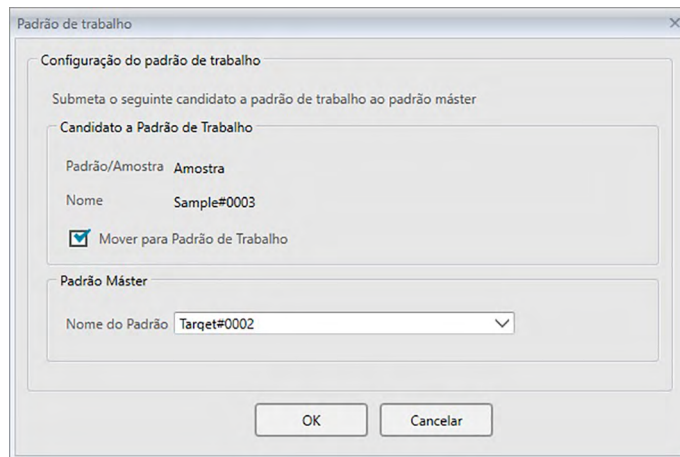 Padrão de trabalho
Configuração do padrão de trabalho
Submeta o seguinte candidato a padrão de trabalho ao padrão máster
Candidato a Padrão de Trabalho
Padrão/Amostra Amostra
Nome Sample#0003
Mover para Padrão de Trabalho
Padrão Máster
Nome do Padrão Target#0002
OK Cancelar